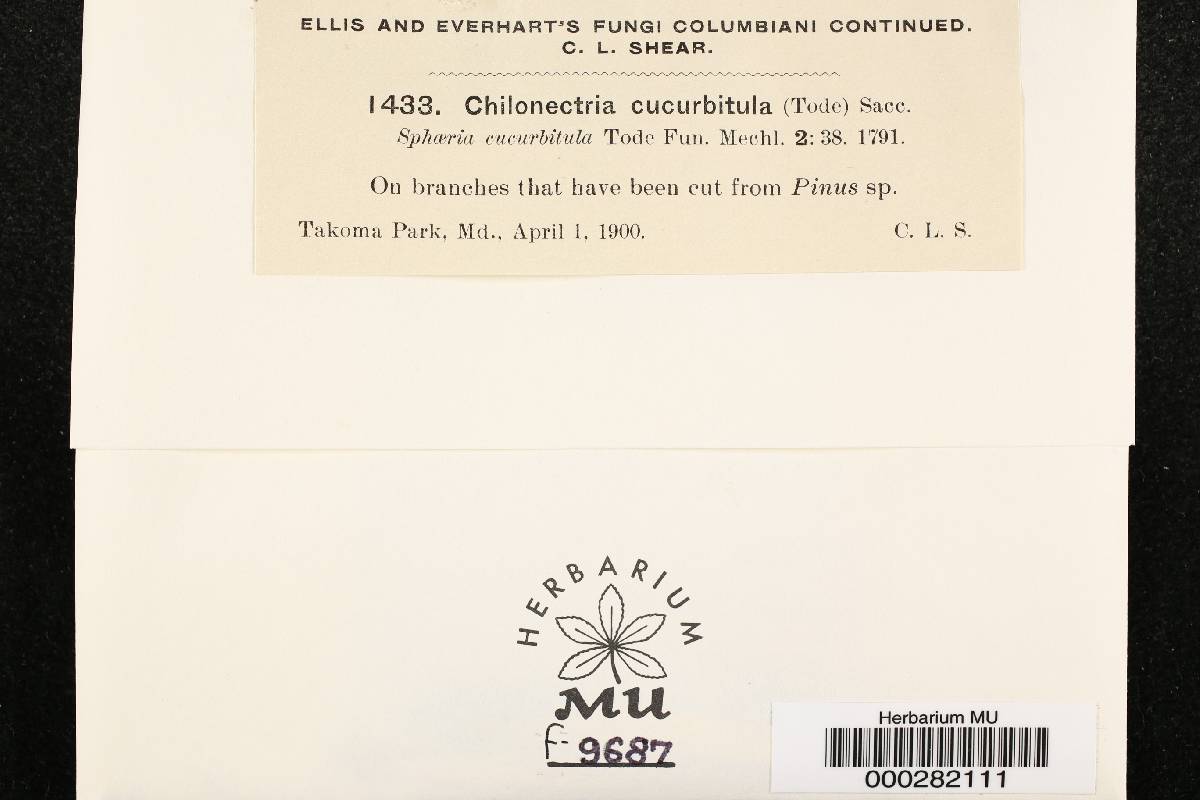 ELLIS AND EVERHART'S FUNGI COLUMBIANI CONTINUED.
C. L. SHEAR.
1433. Chilonectria cucurbitula (Tode) Sacc.
Sphæria cucurbitula Tode Fun. Mechl. 2: 38. 1791.
On branches that have been cut from Pinus sp.
Takoma Park, Md., April 1, 1900. C. L. S.
HERBARIUM
MU
F-9687
Herbarium MU
000282111